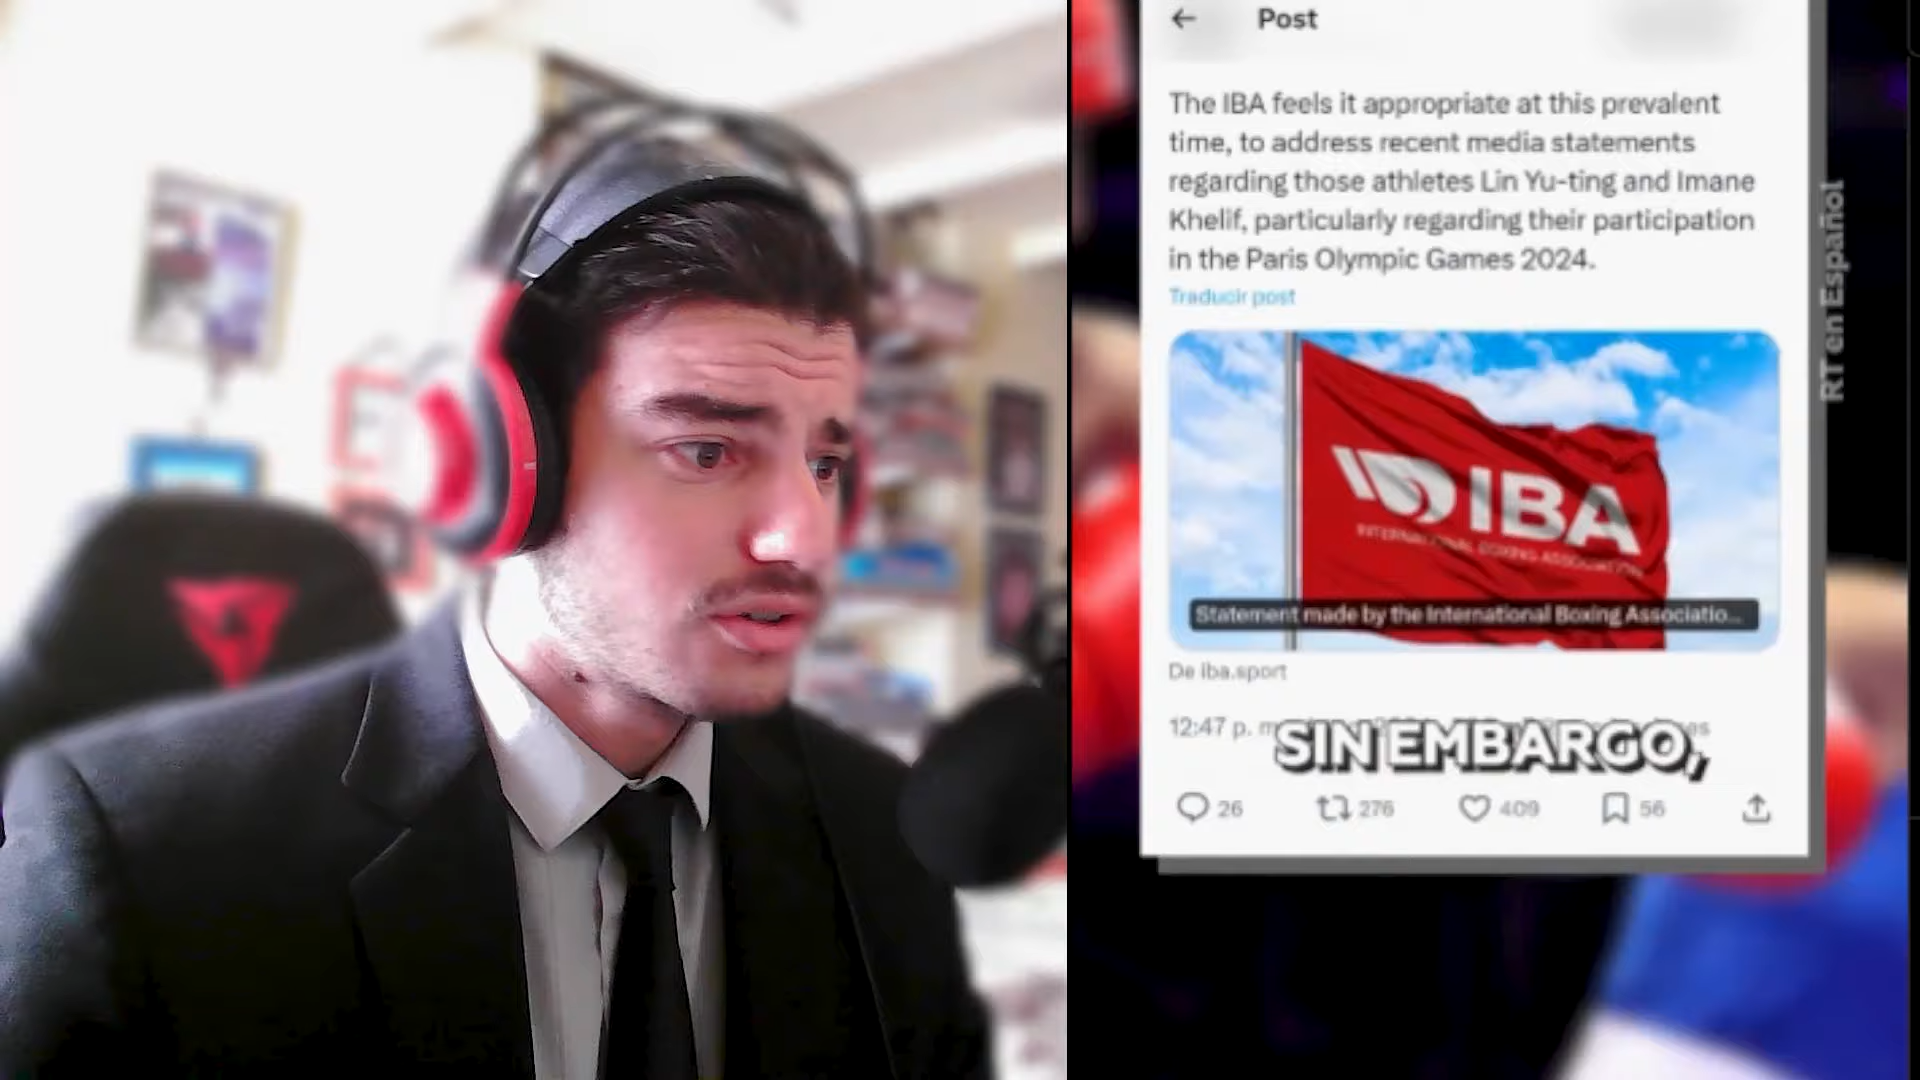 Post
The IBA feels it appropriate at this prevalent
time, to address recent media statements
regarding those athletes Lin Yu-ting and Imane
Khelif, particularly regarding their participation
in the Paris Olympic Games 2024.
Traducir post
IBA
INTERNATIONAL BOXING ASSOCIATION
Statement made by the International Boxing Associatio...
De iba.sport
12:47 p.
SIN EMBARGO,
26 276 409 56
RT en Español